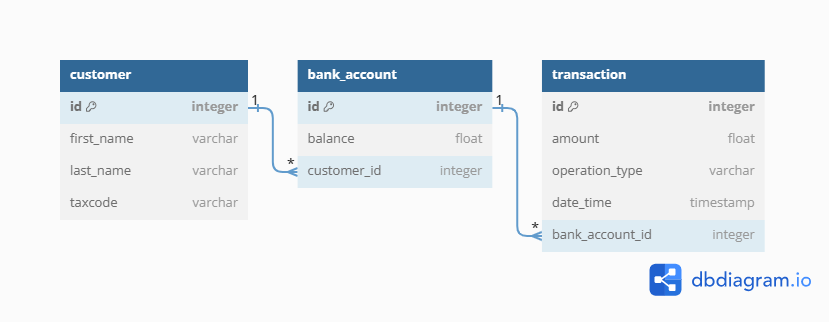 customer
id integer
first_name varchar
last_name varchar
taxcode varchar
1
*
bank_account
id integer
balance float
customer_id integer
1
*
transaction
id integer
amount float
operation_type varchar
date_time timestamp
bank_account_id integer
dbdiagram.io